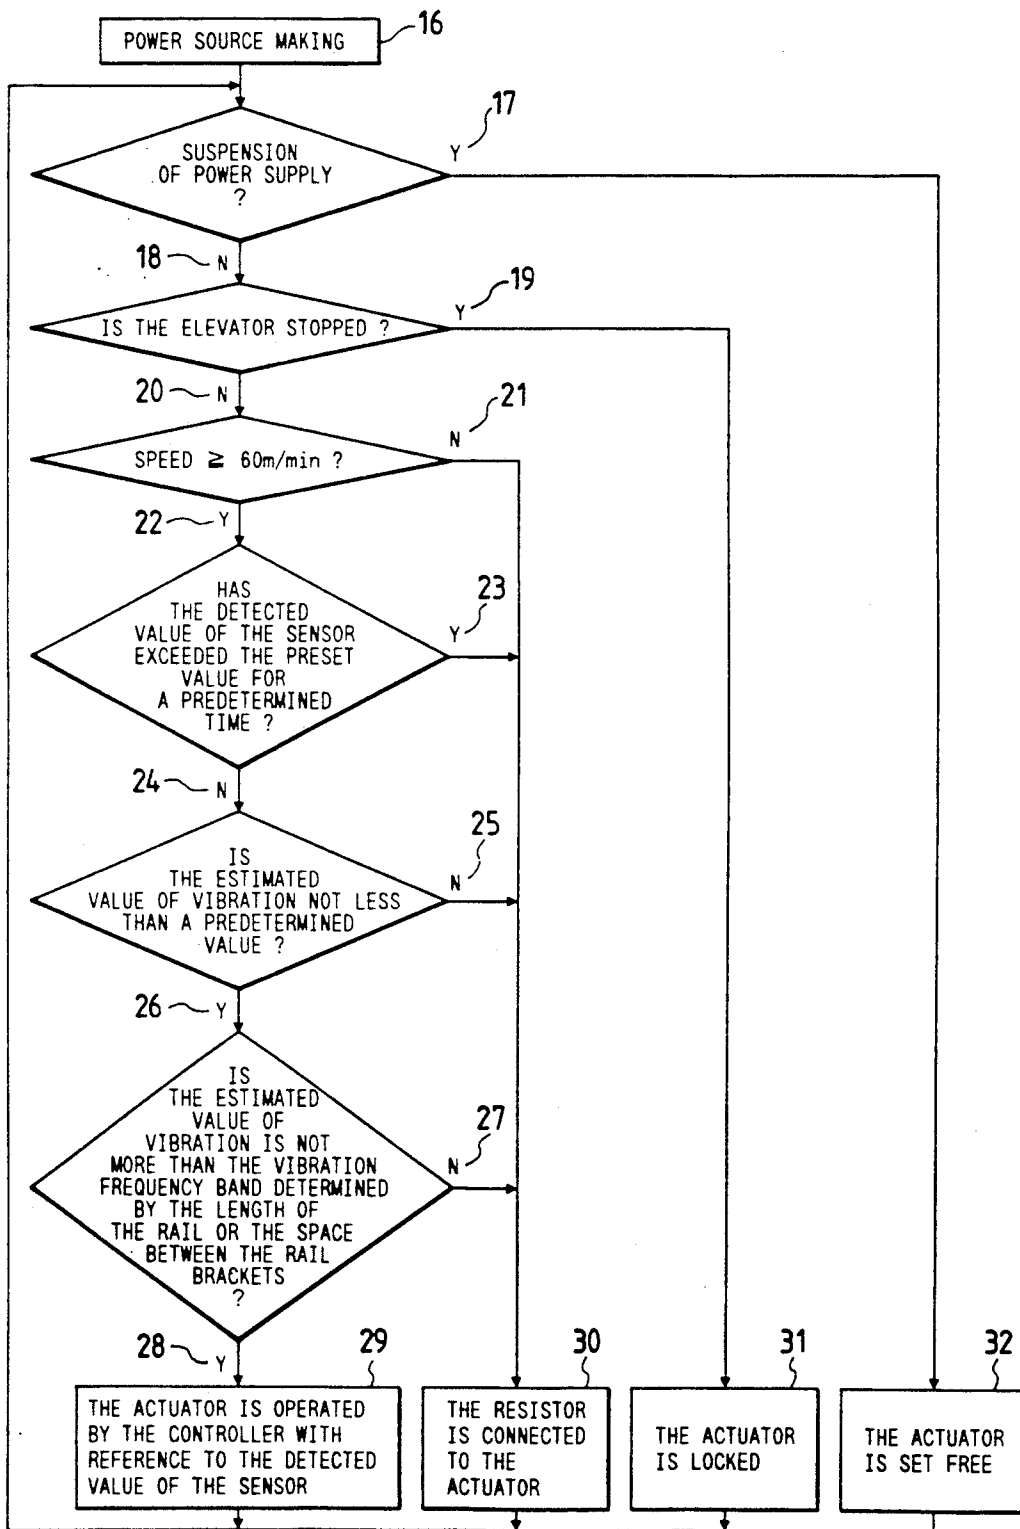 POWER SOURCE MAKING
16
SUSPENSION
OF POWER SUPPLY
?
Y
17
18
N
IS THE ELEVATOR STOPPED ?
Y
19
20
N
SPEED ≧ 60m/min ?
N
21
22
Y
HAS
THE DETECTED
VALUE OF THE SENSOR
EXCEEDED THE PRESET
VALUE FOR
A PREDETERMINED
TIME ?
Y
23
24
N
IS
THE ESTIMATED
VALUE OF VIBRATION NOT LESS
THAN A PREDETERMINED
VALUE ?
N
25
26
Y
IS
THE ESTIMATED
VALUE OF
VIBRATION IS NOT
MORE THAN THE VIBRATION
FREQUENCY BAND DETERMINED
BY THE LENGTH OF
THE RAIL OR THE SPACE
BETWEEN THE RAIL
BRACKETS
?
N
27
28
Y
29
THE ACTUATOR IS OPERATED
BY THE CONTROLLER WITH
REFERENCE TO THE DETECTED
VALUE OF THE SENSOR
30
THE RESISTOR
IS CONNECTED
TO THE
ACTUATOR
31
THE ACTUATOR
IS LOCKED
32
THE ACTUATOR
IS SET FREE